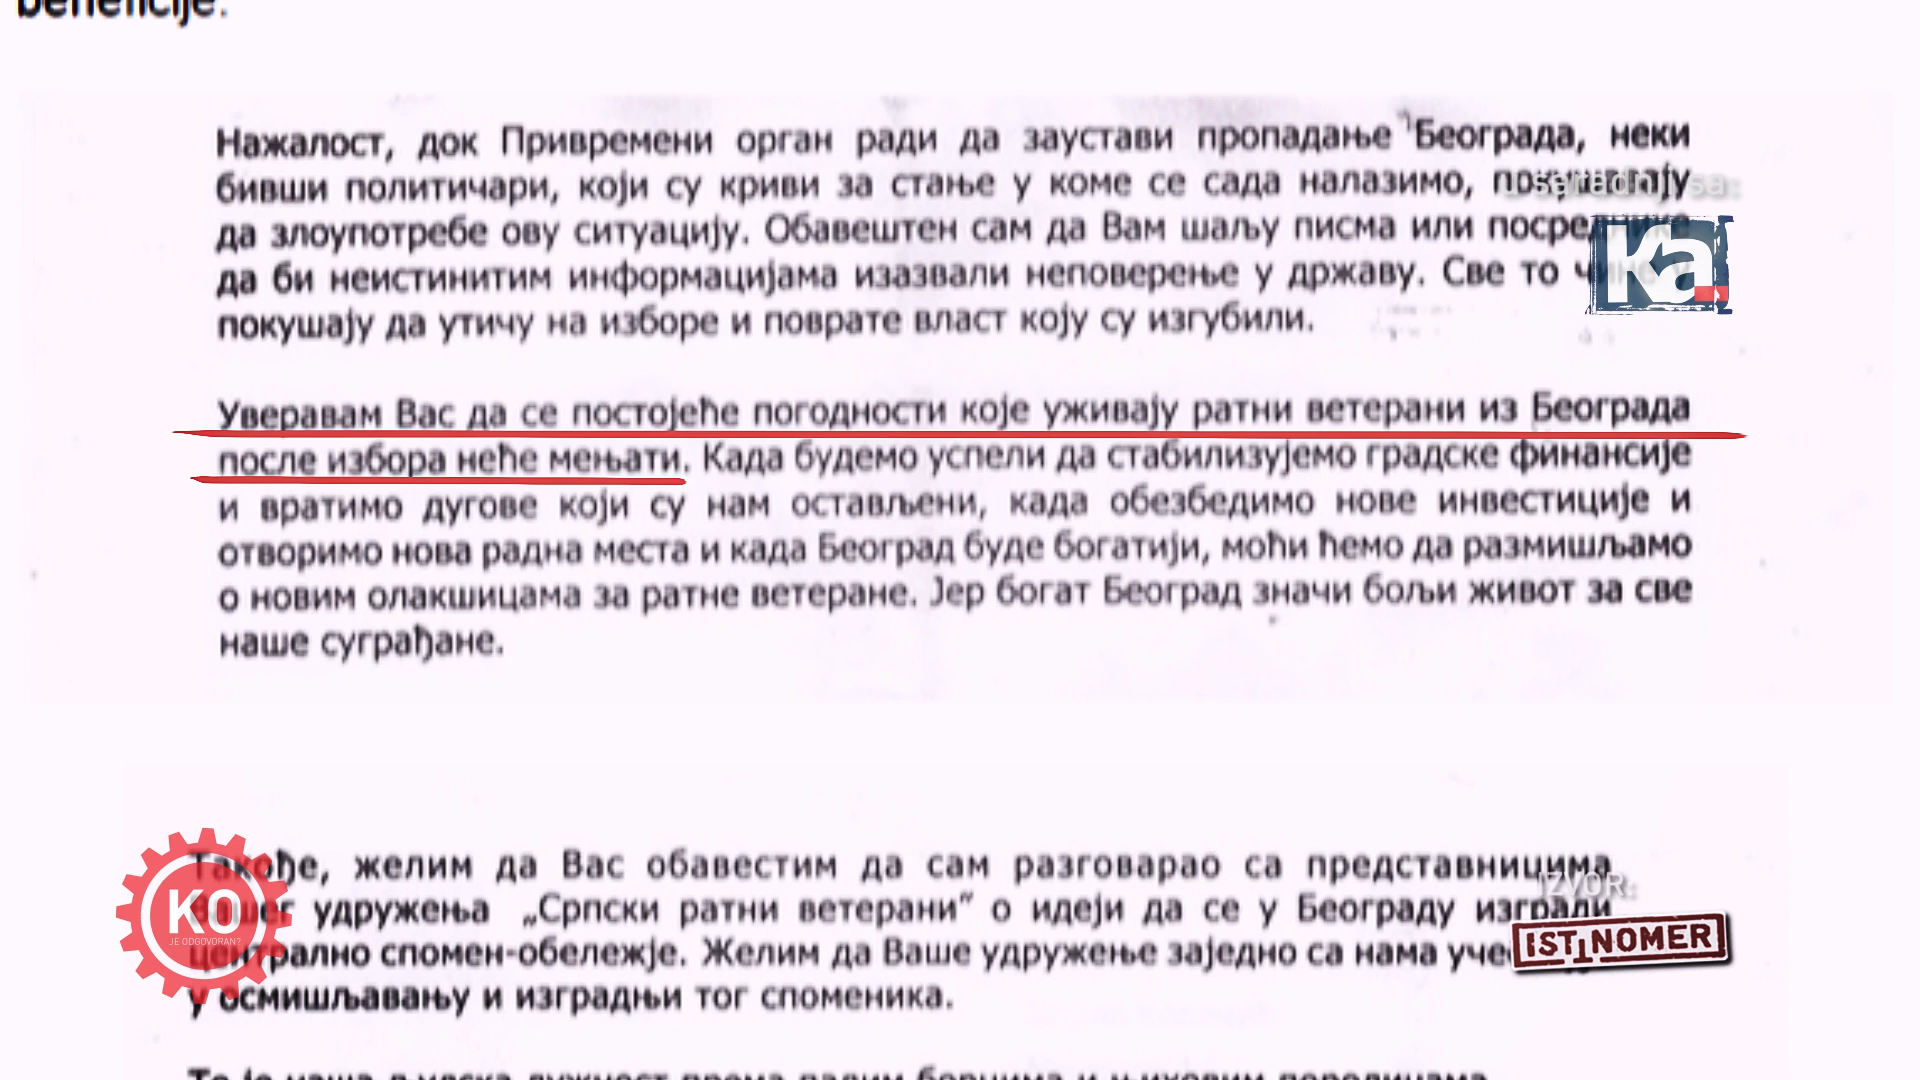 beneficije.
Нажалост, док Привремени орган ради да заустави пропадање Београда, неки
бивши политичари, који су криви за стање у коме се сада налазимо, покушавају
да злоупотребе ову ситуацију. Обавештен сам да Вам шаљу писма или посреднике
да би неистинитим информацијама изазвали неповерење у државу. Све то чине у
покушају да утичу на изборе и поврате власт коју су изгубили.
u saradnji sa:
Ka.
Уверавам Вас да се постојеће погодности које уживају ратни ветерани из Београда
после избора неће мењати. Када будемо успели да стабилизујемо градске финансије
и вратимо дугове који су нам остављени, када обезбедимо нове инвестиције и
отворимо нова радна места и када Београд буде богатији, моћи ћемо да размишљамо
о новим олакшицама за ратне ветеране. Јер богат Београд значи бољи живот за све
наше суграђане.
Такође, желим да Вас обавестим да сам разговарао са представницима
Вашег удружења „Српски ратни ветерани" о идеји да се у Београду изгради
централно спомен-обележје. Желим да Ваше удружење заједно са нама
у осмишљавању и изградњи тог споменика.
KO
JE ODGOVORAN?
IZVOR:
ISTINOMER